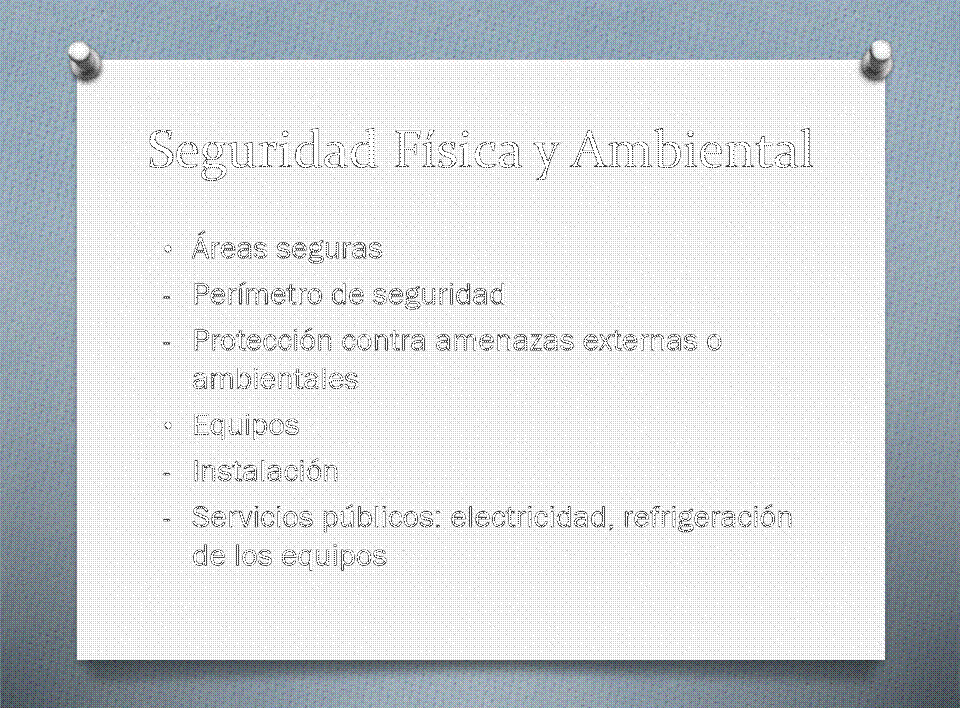 Seguridad Física y Ambiental
• Áreas seguras
- Perímetro de seguridad
- Protección contra amenazas externas o
ambientales
• Equipos
- Instalación
- Servicios públicos: electricidad, refrigeración
de los equipos